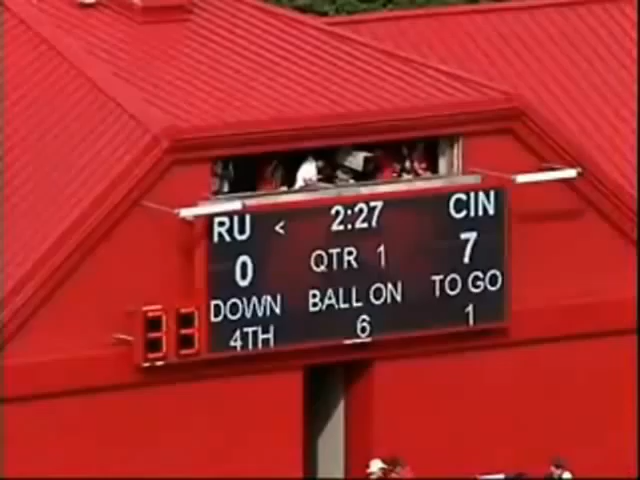 RU < 2:27 CIN
0 QTR 1 7
DOWN BALL ON TO GO
4TH 6 1
33